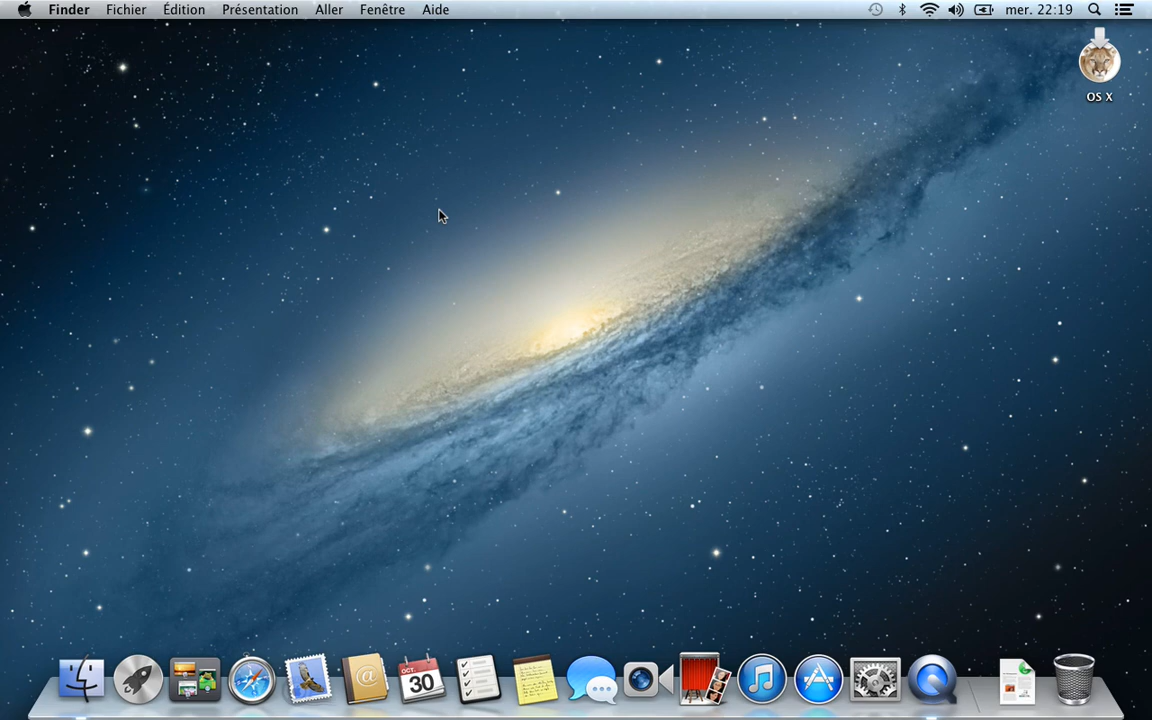 Finder Fichier Édition Présentation Aller Fenêtre Aide mer. 22:19
OS X
OCT.
30